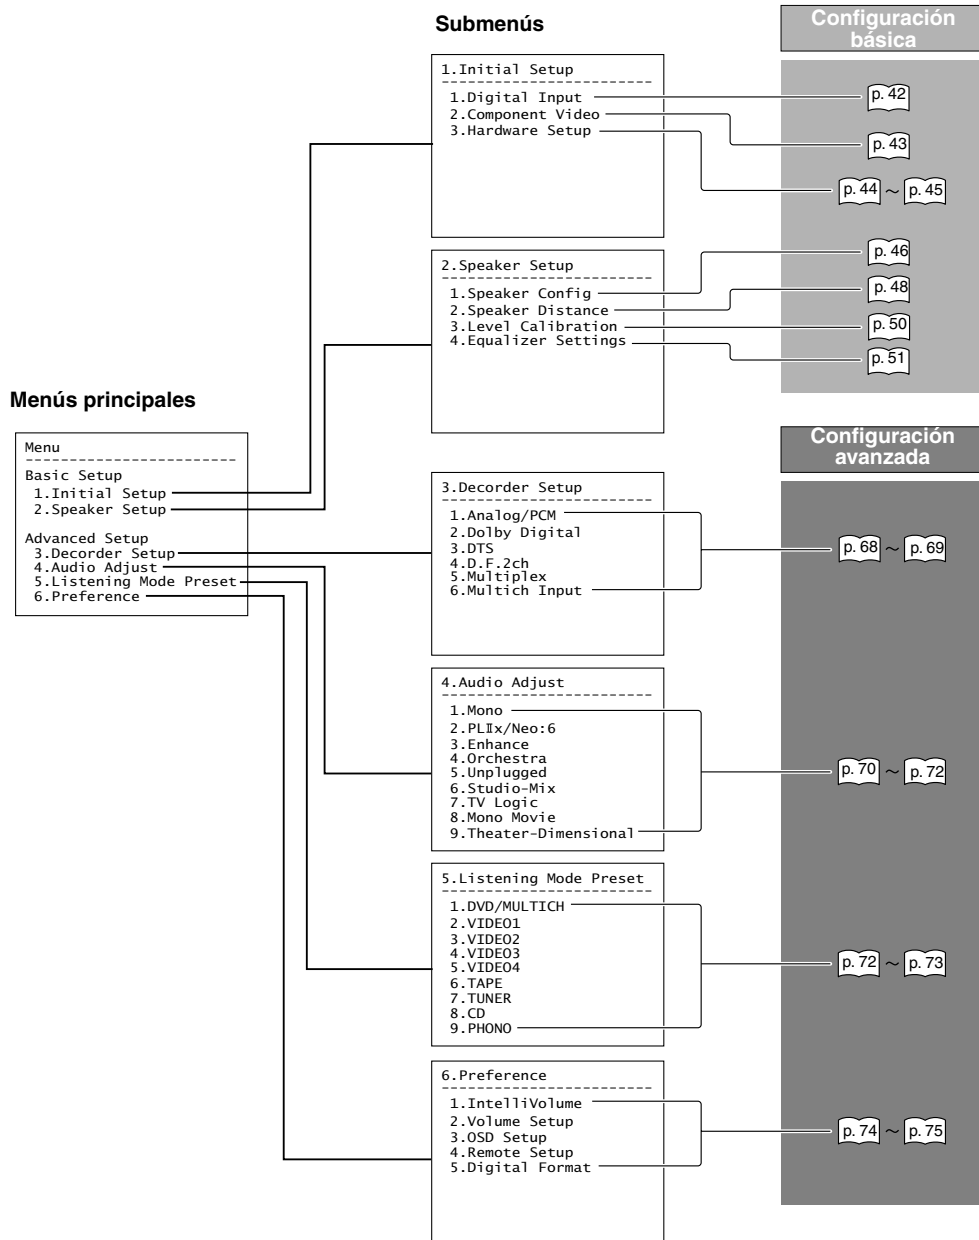 Submenús
Configuración
básica
1.Initial Setup
1.Digital Input
2.Component Video
3.Hardware Setup
p. 42
p. 43
p. 44 ~ p. 45
2.Speaker Setup
1.Speaker Config
2.Speaker Distance
3.Level Calibration
4.Equalizer Settings
p. 46
p. 48
p. 50
p. 51
Menús principales
Menu
Basic Setup
1.Initial Setup
2.Speaker Setup
Advanced Setup
3.Decorder Setup
4.Audio Adjust
5.Listening Mode Preset
6.Preference
Configuración
avanzada
3.Decorder Setup
1.Analog/PCM
2.Dolby Digital
3.DTS
4.D.F.2ch
5.Multiplex
6.Multich Input
p. 68 ~ p. 69
4.Audio Adjust
1.Mono
2.PLⅡx/Neo:6
3.Enhance
4.Orchestra
5.Unplugged
6.Studio-Mix
7.TV Logic
8.Mono Movie
9.Theater-Dimensional
p. 70 ~ p. 72
5.Listening Mode Preset
1.DVD/MULTICH
2.VIDEO1
3.VIDEO2
4.VIDEO3
5.VIDEO4
6.TAPE
7.TUNER
8.CD
9.PHONO
p. 72 ~ p. 73
6.Preference
1.IntelliVolume
2.Volume Setup
3.OSD Setup
4.Remote Setup
5.Digital Format
p. 74 ~ p. 75